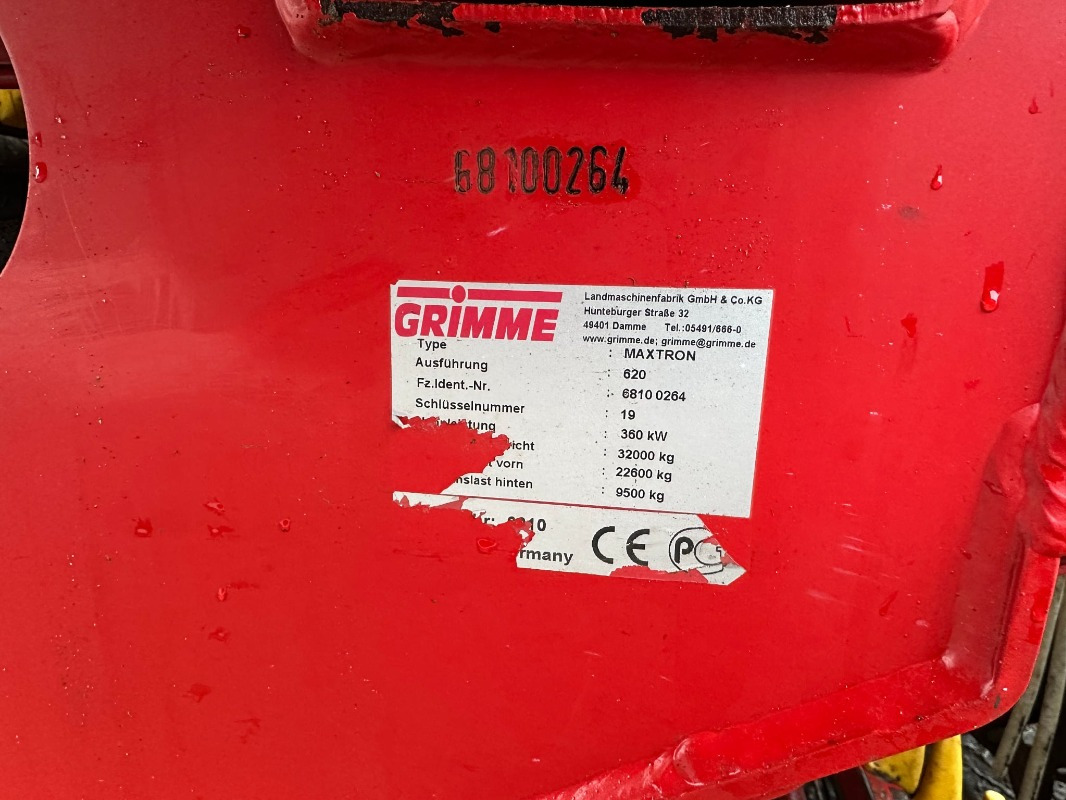 68100264
GRIMME
Landmaschinenfabrik GmbH & Co.KG
Hunteburger Straße 32
49401 Damme Tel.:05491/666-0
www.grimme.de; grimme@grimme.de
Type : MAXTRON
Ausführung : 620
Fz.Ident.-Nr. : 6810 0264
Schlüsselnummer : 19
: 360 kW
: 32000 kg
vorn : 22600 kg
hinten : 9500 kg
CE